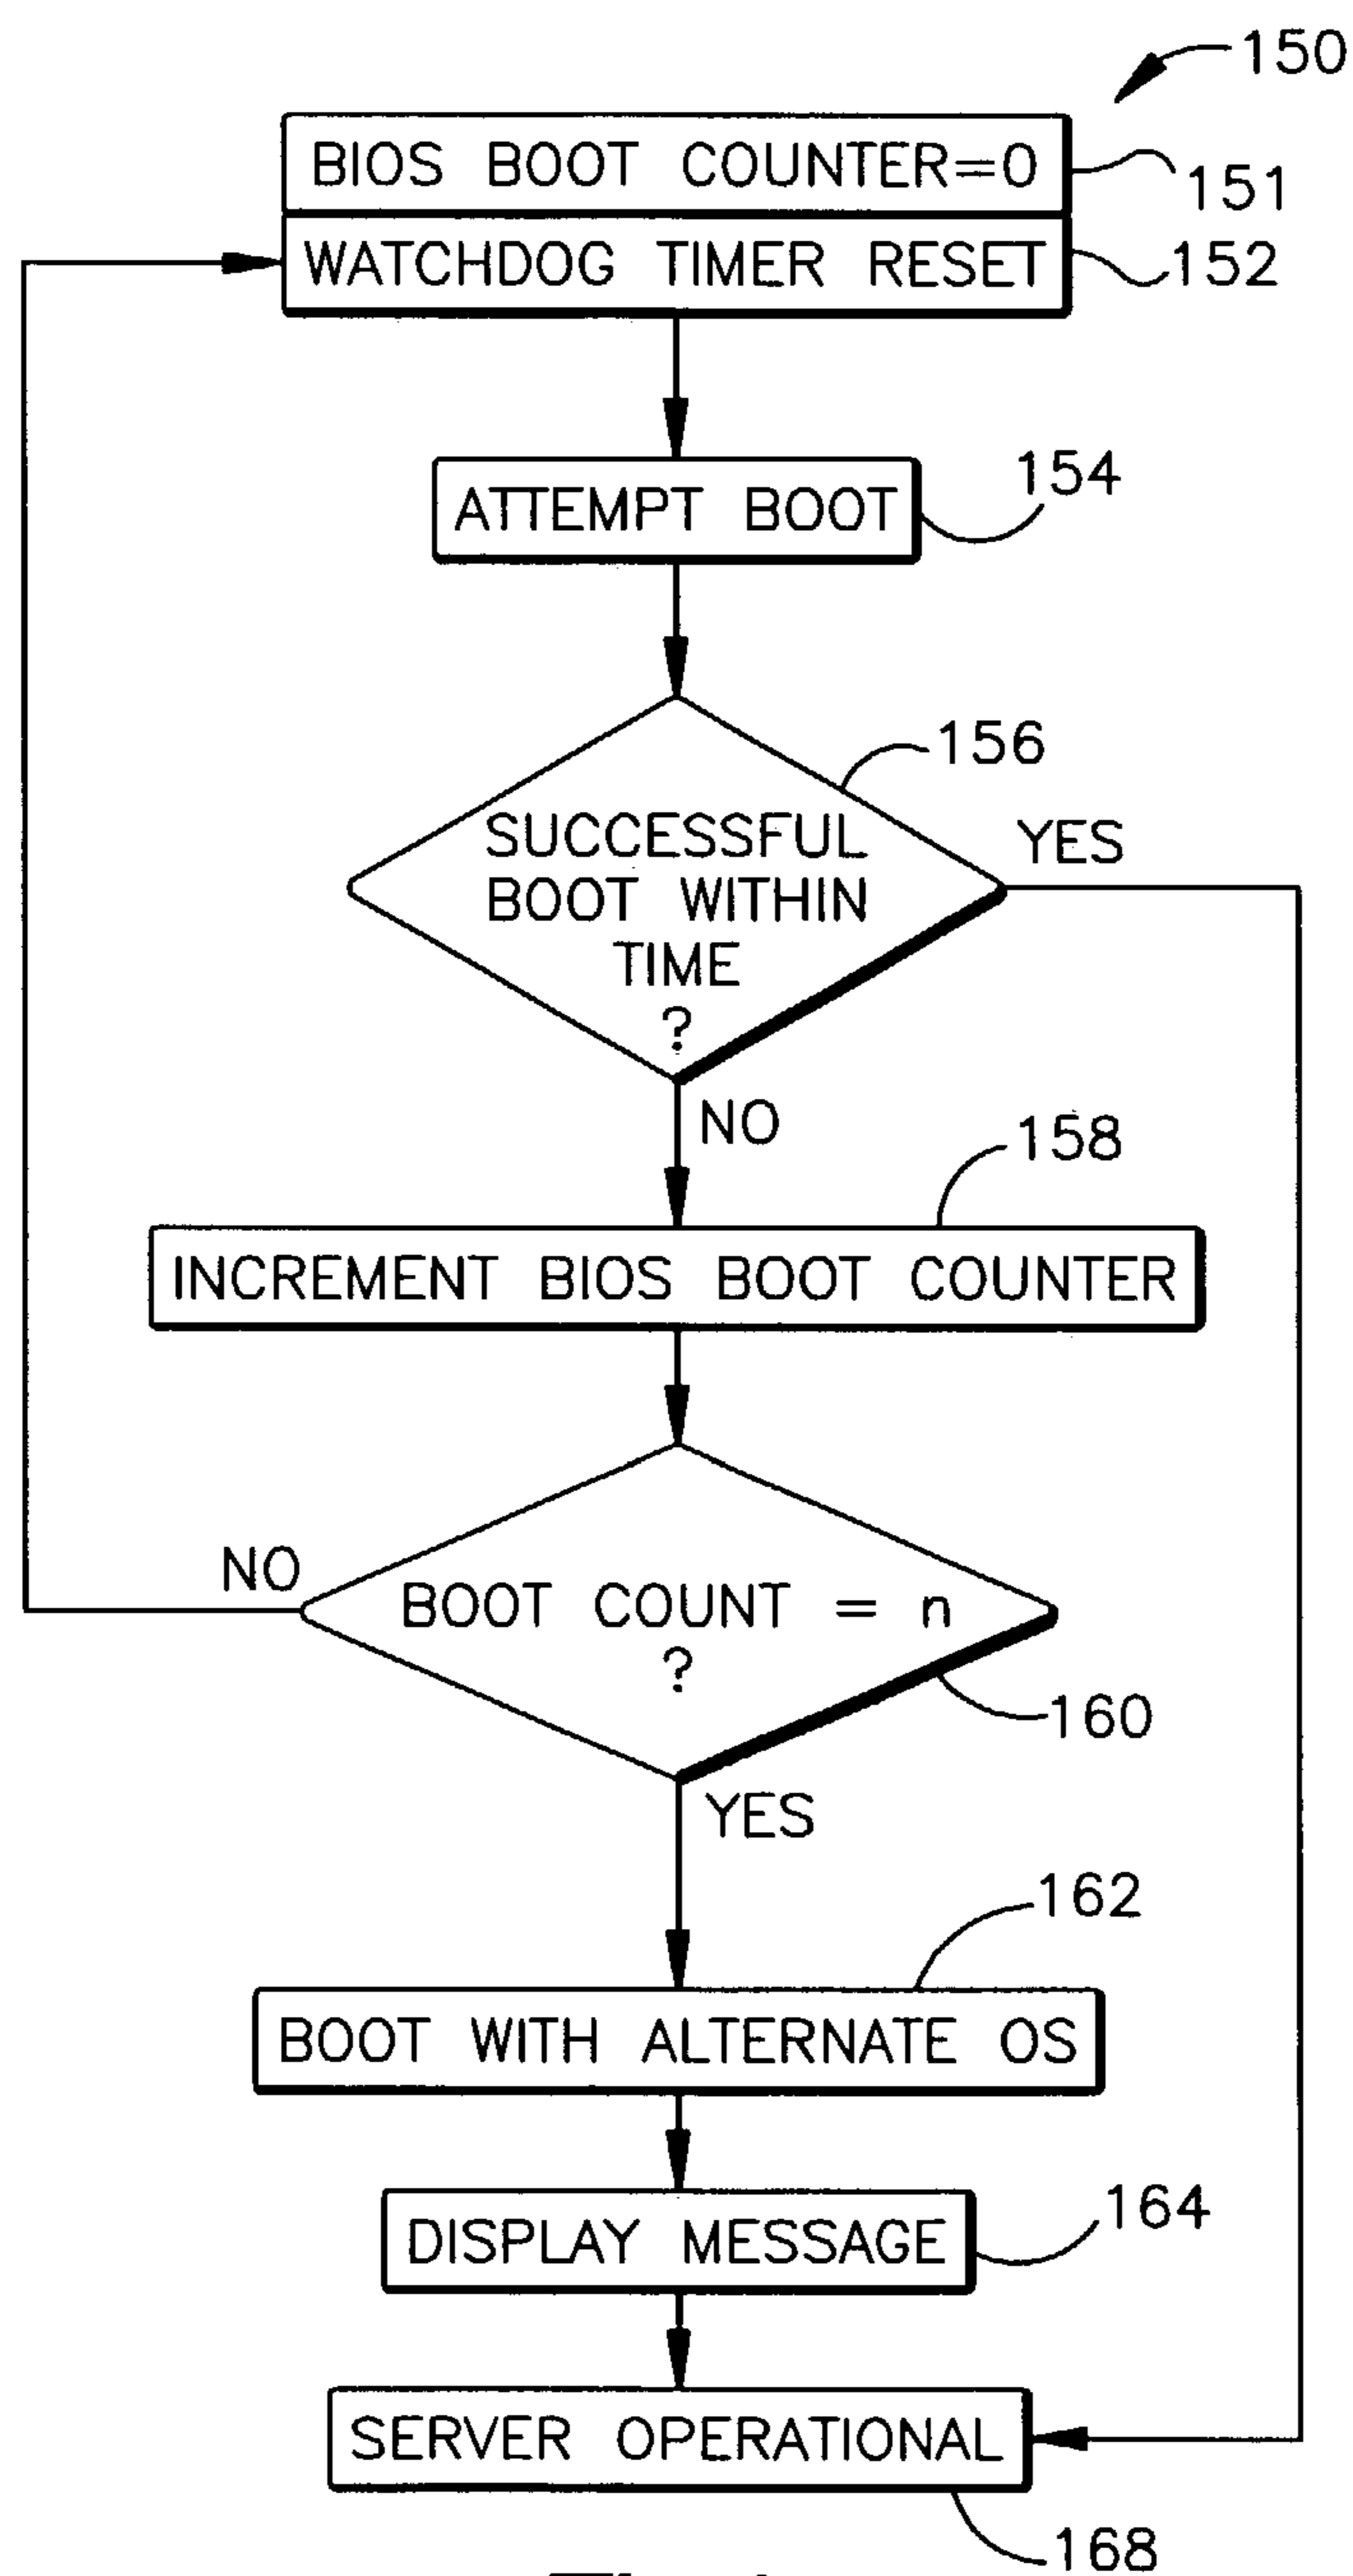 150
BIOS BOOT COUNTER=0
151
WATCHDOG TIMER RESET
152
ATTEMPT BOOT
154
156
SUCCESSFUL
BOOT WITHIN
TIME
?
YES
NO
158
INCREMENT BIOS BOOT COUNTER
NO
BOOT COUNT = n
?
160
YES
162
BOOT WITH ALTERNATE OS
164
DISPLAY MESSAGE
SERVER OPERATIONAL
168